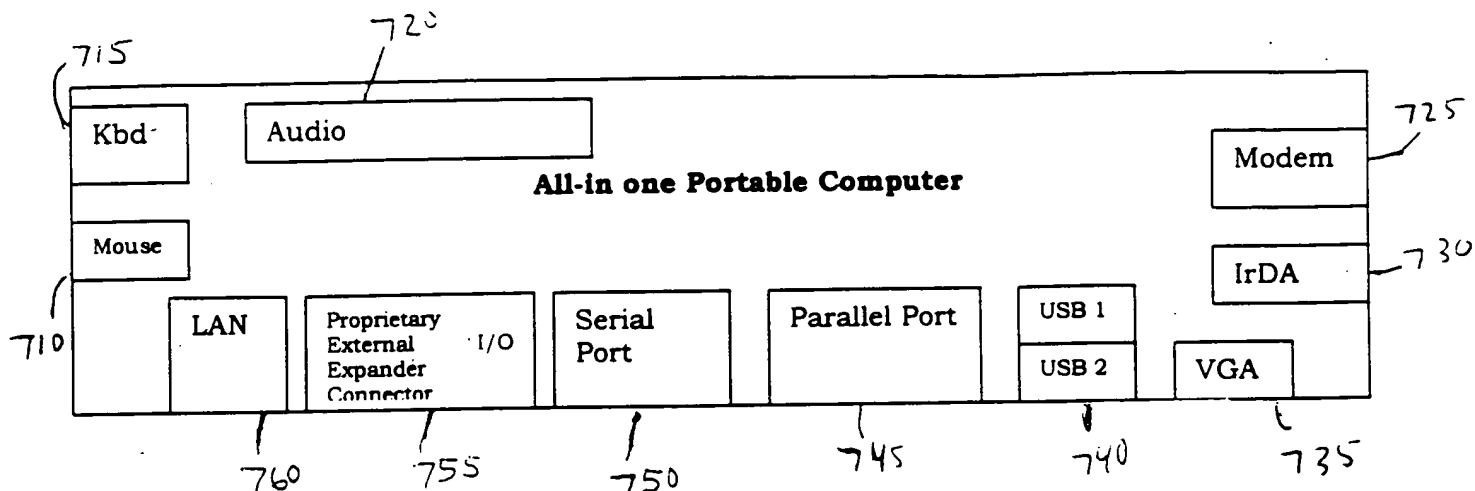 720
715
Kbd
Audio
725
Modem
All-in one Portable Computer
Mouse
730
IrDA
710
LAN
Proprietary
External I/O
Expander
Connector
Serial
Port
Parallel Port
USB 1
USB 2
VGA
760
755
750
745
740
735